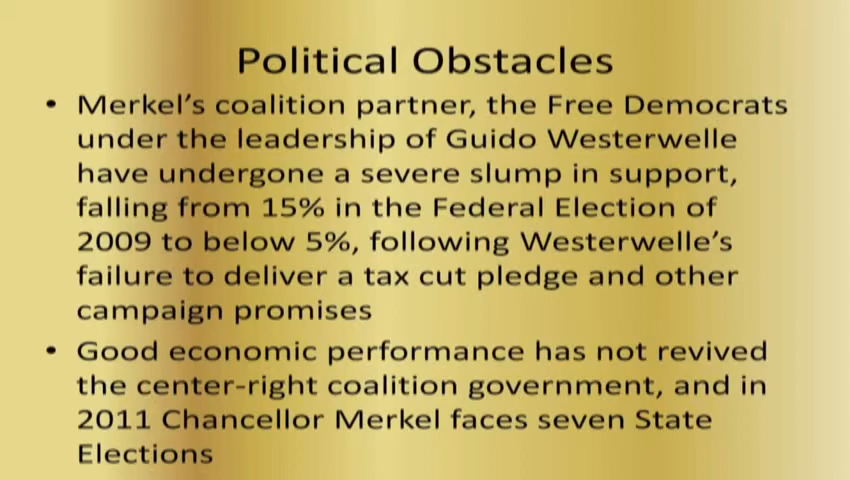 Political Obstacles
• Merkel's coalition partner, the Free Democrats
under the leadership of Guido Westerwelle
have undergone a severe slump in support,
falling from 15% in the Federal Election of
2009 to below 5%, following Westerwelle's
failure to deliver a tax cut pledge and other
campaign promises
• Good economic performance has not revived
the center-right coalition government, and in
2011 Chancellor Merkel faces seven State
Elections